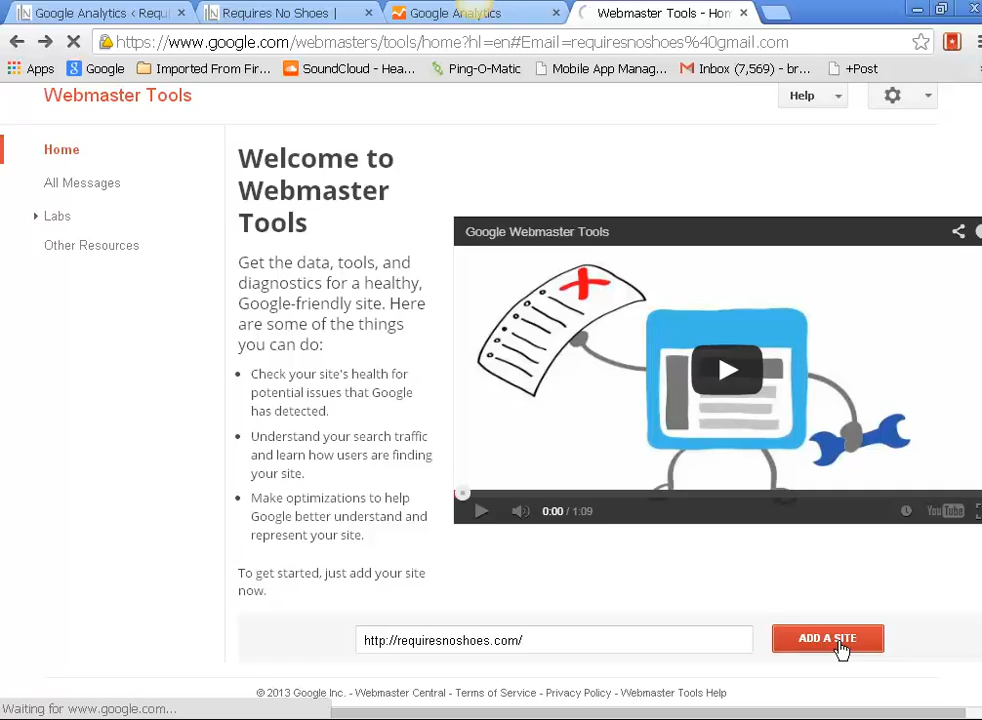 Google Analytics < Requi
Requires No Shoes |
Google Analytics
Webmaster Tools - Hom
https://www.google.com/webmasters/tools/home?hl=en#Email=requiresnoshoes%40gmail.com
Apps
Google
Imported From Fir...
SoundCloud - Hea...
Ping-O-Matic
Mobile App Manag...
Inbox (7,569) - br...
+Post
Webmaster Tools
Help
Home
All Messages
Labs
Other Resources
Welcome to
Webmaster
Tools
Get the data, tools, and
diagnostics for a healthy,
Google-friendly site. Here
are some of the things
you can do:
Check your site's health for
potential issues that Google
has detected.
Understand your search traffic
and learn how users are finding
your site.
Make optimizations to help
Google better understand and
represent your site.
To get started, just add your site
now.
Google Webmaster Tools
0:00 / 1:09
YouTube
http://requiresnoshoes.com/
ADD A SITE
© 2013 Google Inc. - Webmaster Central - Terms of Service - Privacy Policy - Webmaster Tools Help
Waiting for www.google.com...